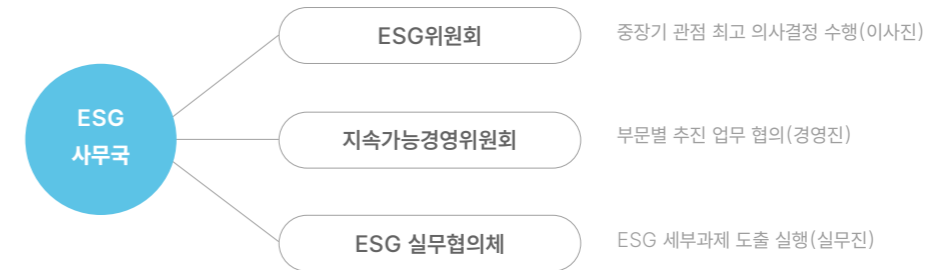 ESG위원회
중장기 관점 최고 의사결정 수행(이사진)
ESG
사무국
지속가능경영위원회
부문별 추진 업무 협의(경영진)
ESG 실무협의체
ESG 세부과제 도출 실행(실무진)